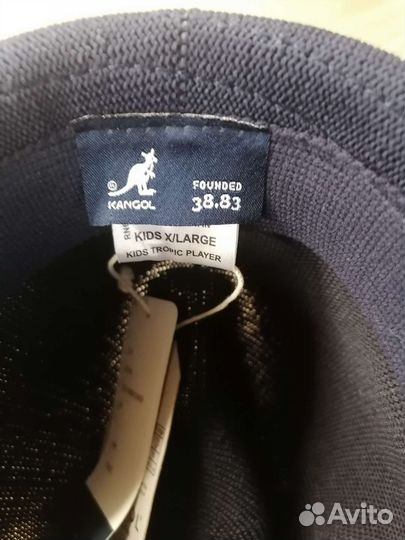 © KANGOL
FOUNDED
38.83
KIDS X/LARGE
KIDS TROPIC PLAYER
Avito